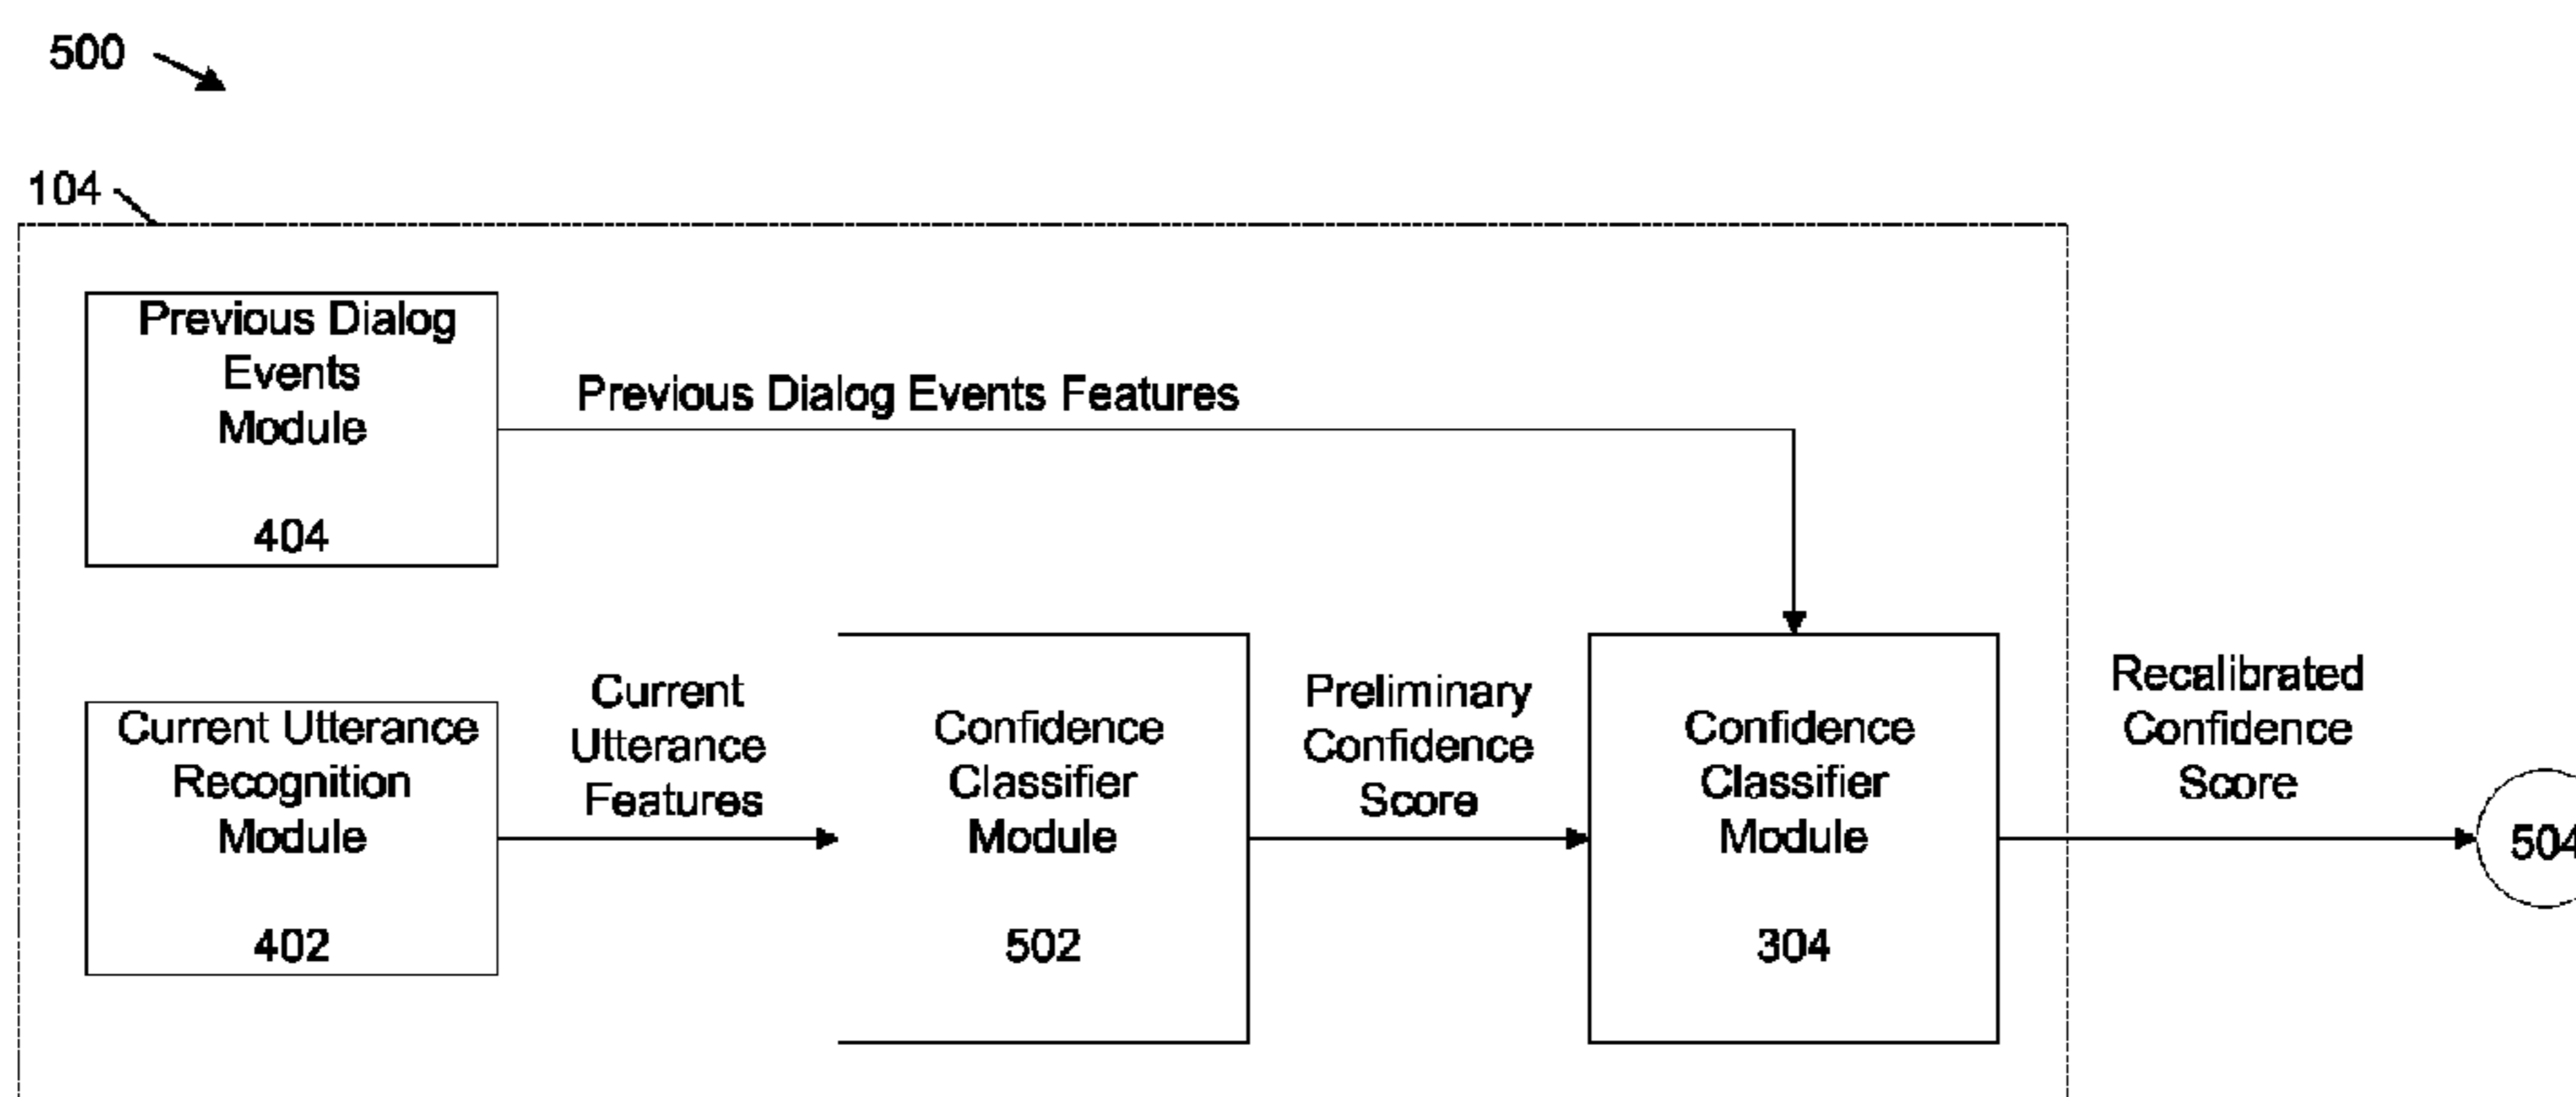 500
104
Previous Dialog
Events
Module
404
Previous Dialog Events Features
Current Utterance
Recognition
Module
402
Current
Utterance
Features
Confidence
Classifier
Module
502
Preliminary
Confidence
Score
Confidence
Classifier
Module
304
Recalibrated
Confidence
Score
504